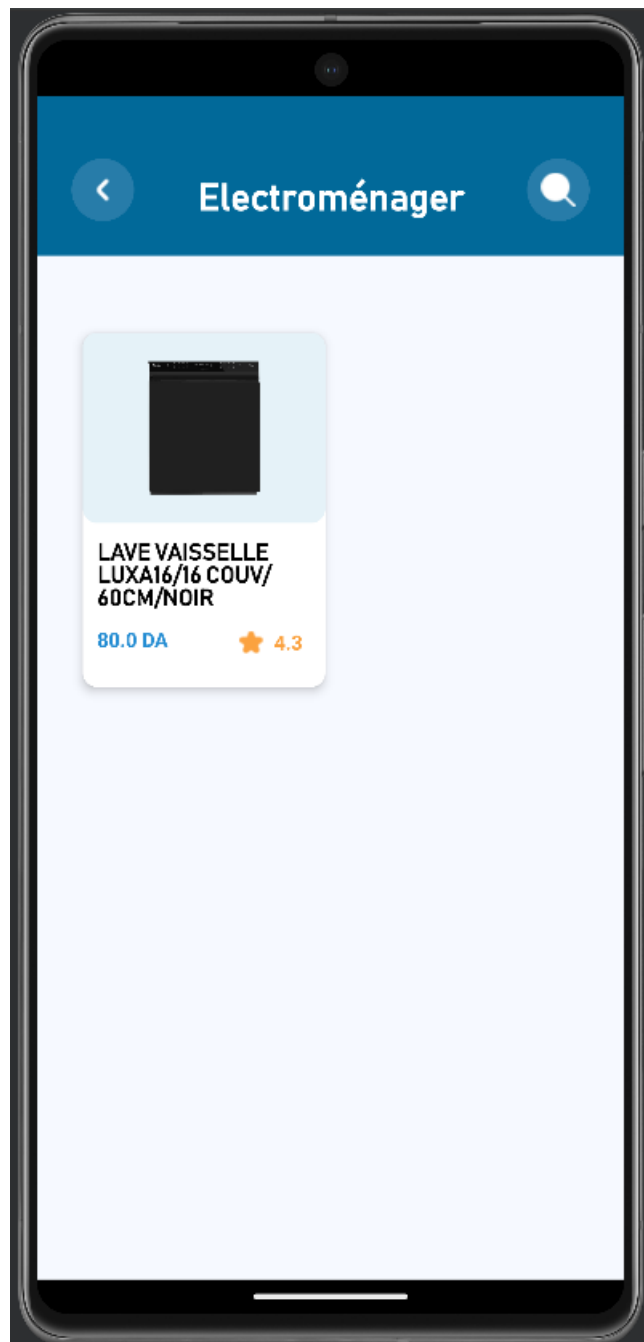 Electroménager
LAVE VAISSELLE
LUXA16/16 COUV/
60CM/NOIR
80.0 DA
4.3